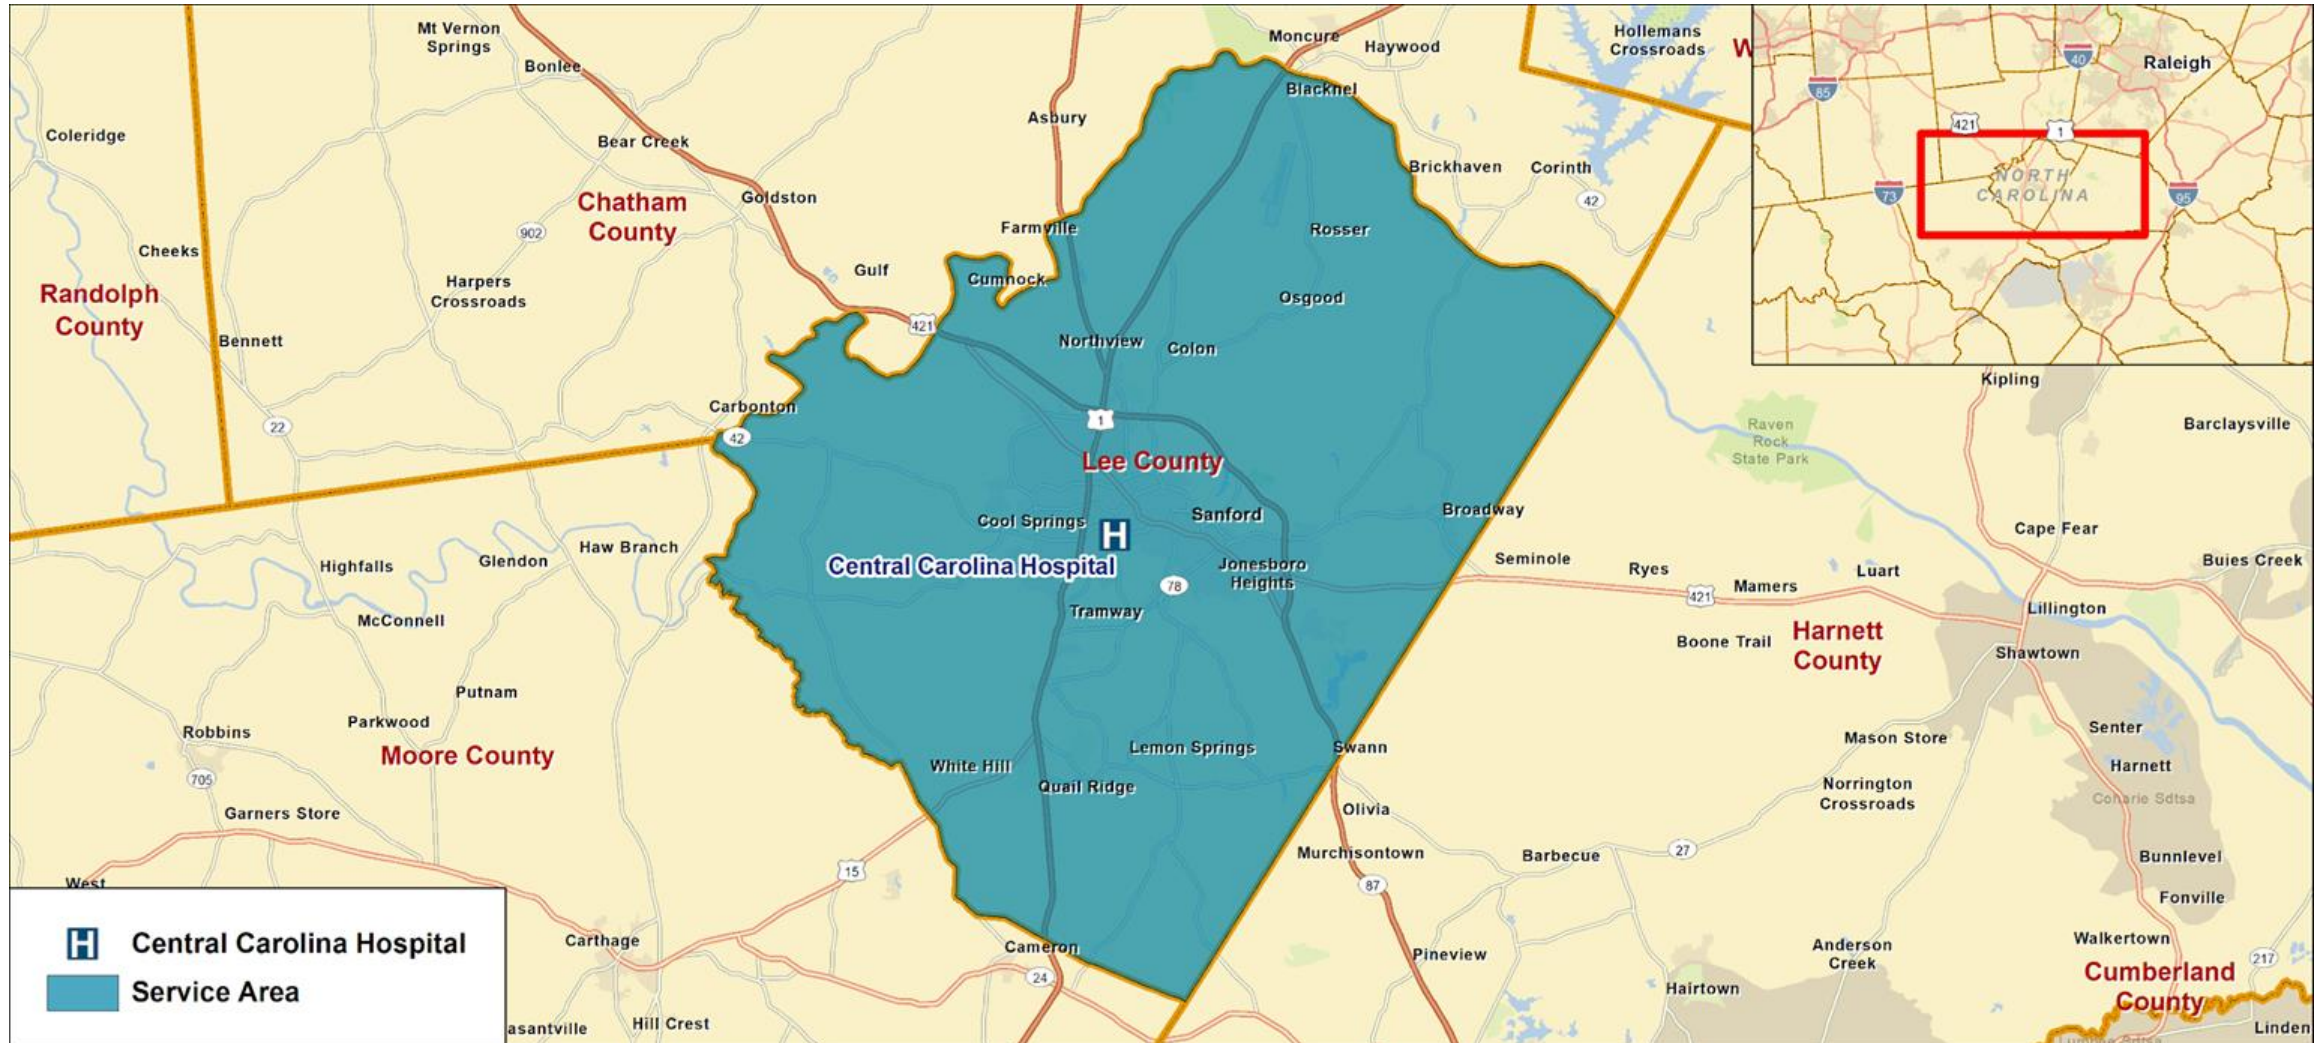 Mt Vernon
Springs
Bonlee
Moncure
Haywood
Hollemans
Crossroads
W
Blacknel
Coleridge
Bear Creek
Asbury
Chatham
County
Goldston
Brickhaven
Corinth
42
902
Cheeks
Farmville
Rosser
Randolph
County
Harpers
Crossroads
Gulf
Cumnock
Osgood
Bennett
421
Northview
Colon
Carbonton
22
42
1
Lee County
Cool Springs
H
Sanford
Broadway
Central Carolina Hospital
Highfalls
Glendon
Haw Branch
Jonesboro
Heights
78
Tramway
McConnell
Seminole
Ryes
421
Mamers
Luart
Boone Trail
Harnett
County
Kipling
Barclaysville
Raven
Rock
State Park
Cape Fear
Buies Creek
Lillington
Shawtown
Putnam
Parkwood
Robbins
Moore County
705
Garners Store
White Hill
Lemon Springs
Quail Ridge
Swann
Olivia
Murchisontown
87
Barbecue
27
Mason Store
Norrington
Crossroads
Senter
Harnett
Coharie Sdtsa
Bunnlevel
Fonville
Walkertown
217
Cumberland
County
Linden
West
15
Carthage
Cameron
24
Pineview
Hairtown
Anderson
Creek
asantville
Hill Crest
H Central Carolina Hospital
Service Area
85
40
Raleigh
421
1
73
95
NORTH
CAROLINA